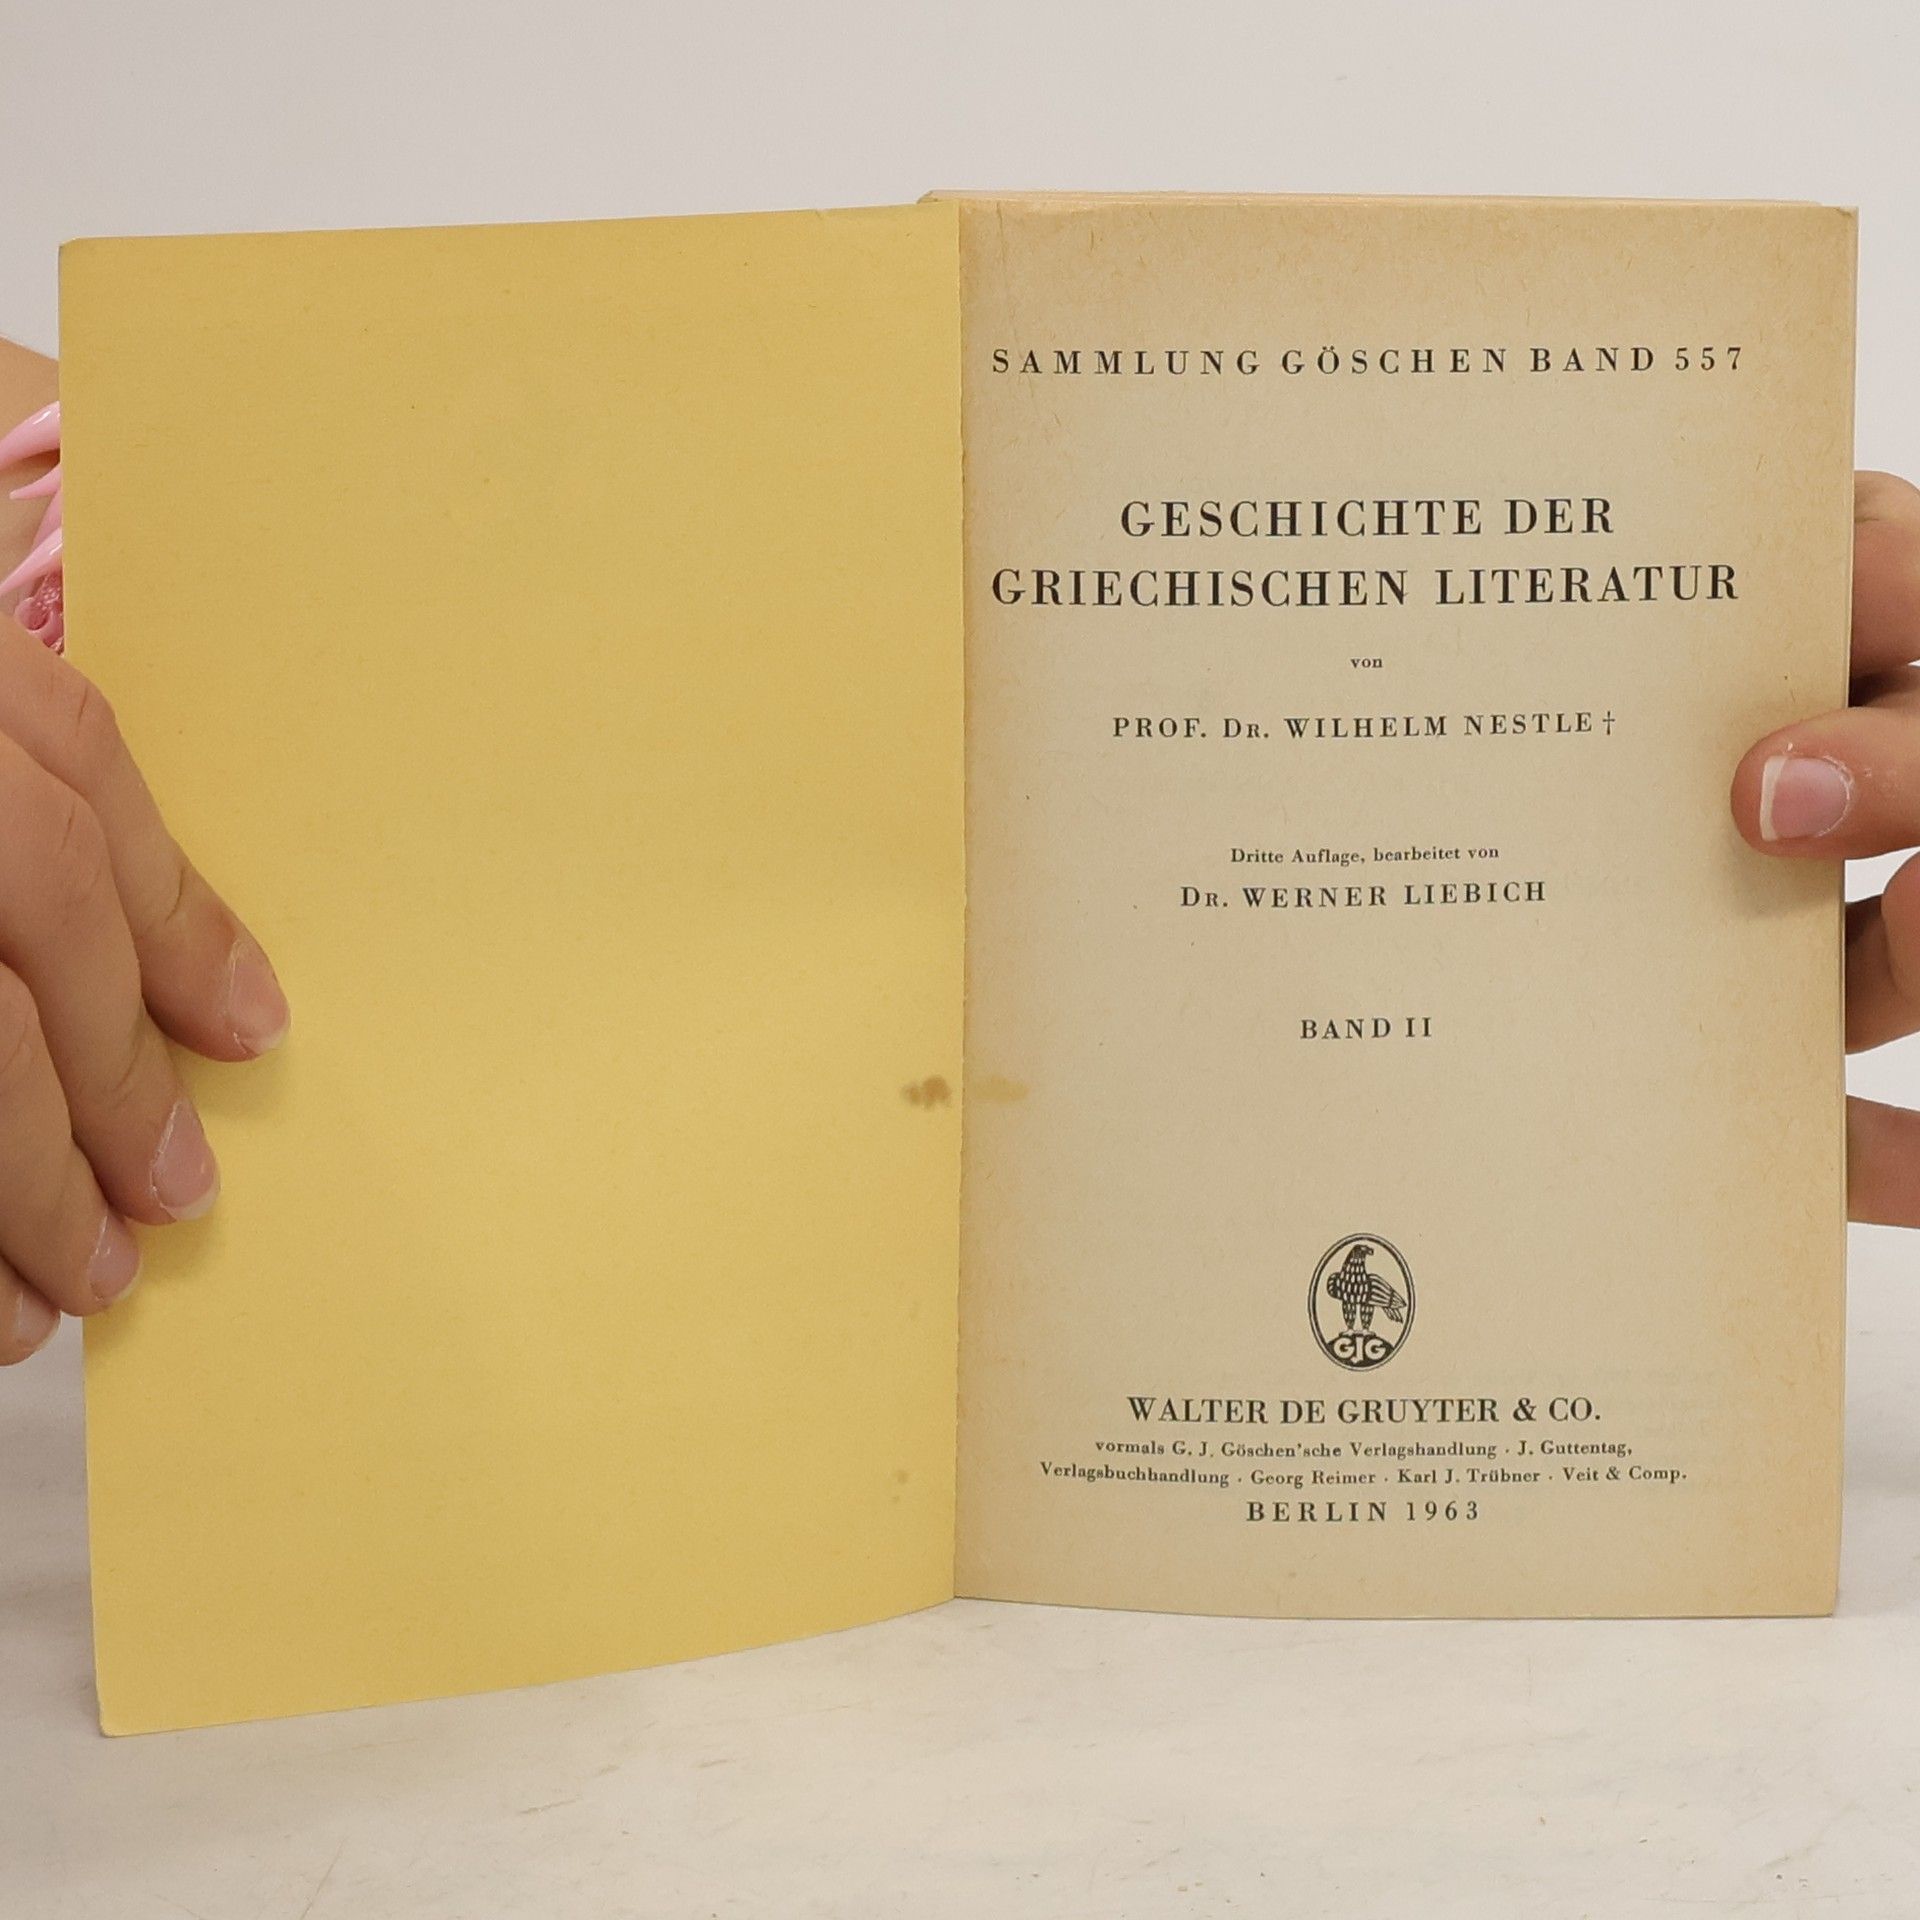 SAMMLUNG GÖSCHEN BAND 557
GESCHICHTE DER
GRIECHISCHEN LITERATUR
von
PROF. DR. WILHELM NESTLE †
Dritte Auflage, bearbeitet von
DR. WERNER LIEBICH
BAND II
GJG
WALTER DE GRUYTER & CO.
vormals G. J. Göschen'sche Verlagshandlung · J. Guttentag,
Verlagsbuchhandlung · Georg Reimer · Karl J. Trübner · Veit & Comp.
BERLIN 1963